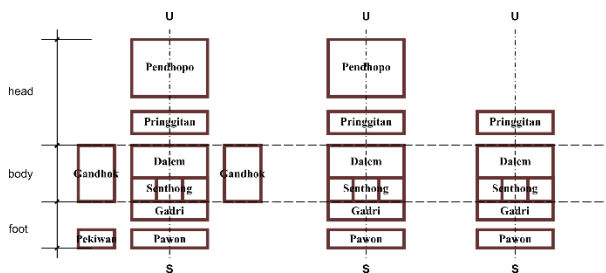 U U U
head
Pendhopo Pendhopo
Pringgitan Pringgitan Pringgitan
body
Gandhok Dalem Gandhok Dalem Dalem
Senthong Senthong Senthong
Gadri Gadri Gadri
foot
Pekiwan Pawon Pawon Pawon
S S S